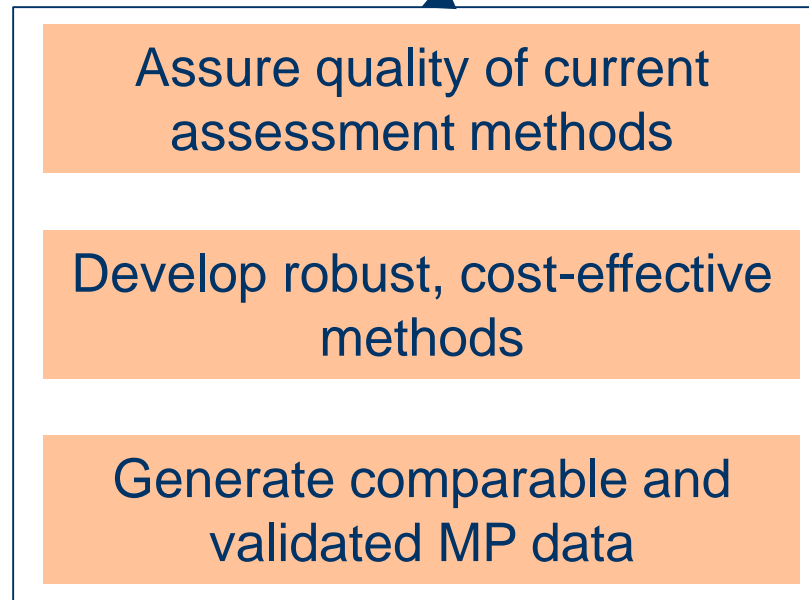 Assure quality of current
assessment methods
Develop robust, cost-effective
methods
Generate comparable and
validated MP data